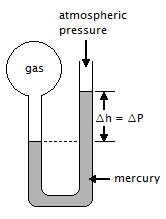 atmospheric
pressure
gas
Δh = ΔP
mercury